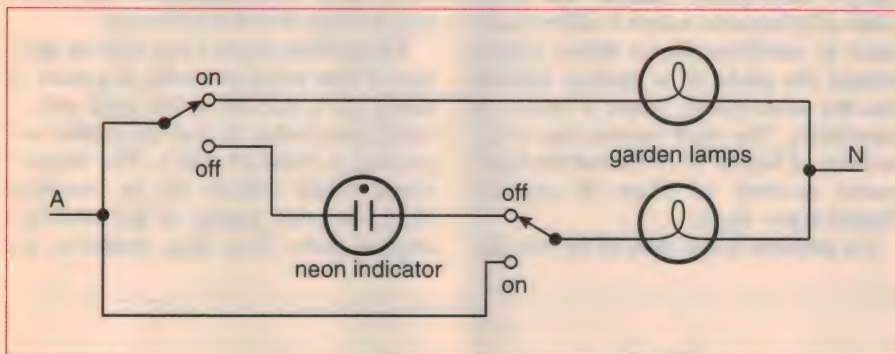 on
off
garden lamps
N
A
off
neon indicator
on